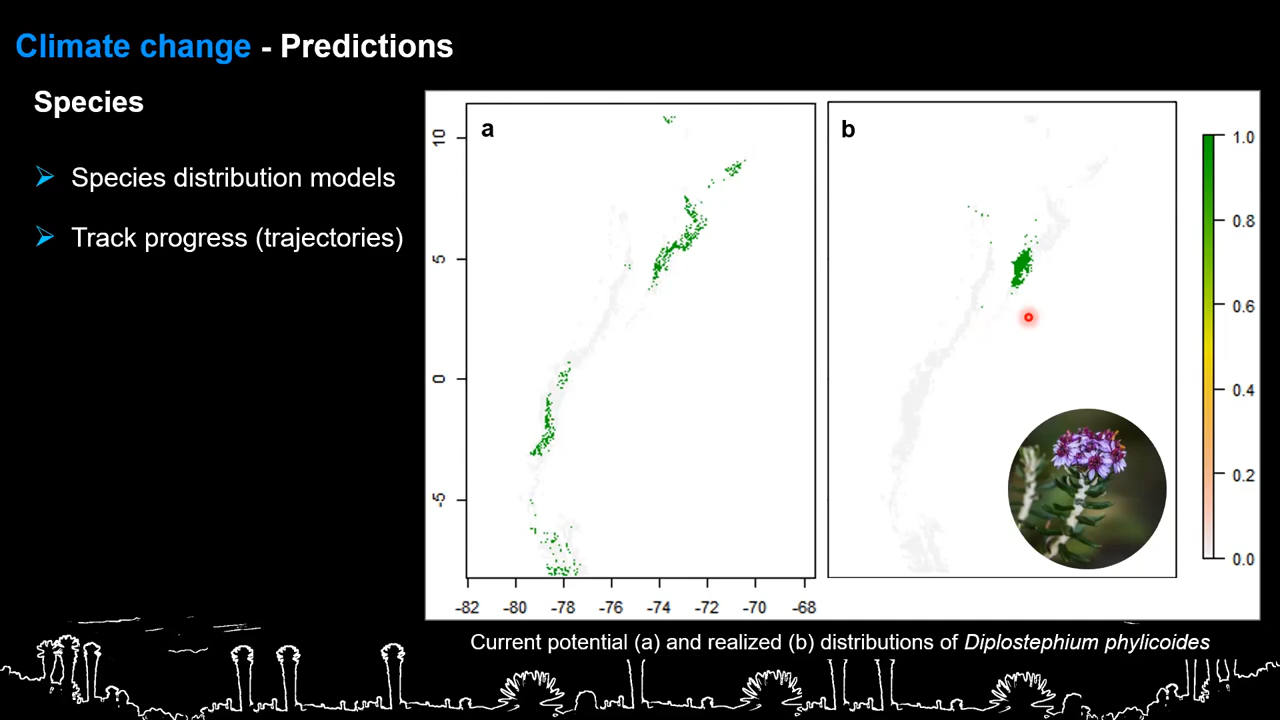 Climate change - Predictions
Species
Species distribution models
Track progress (trajectories)
a
b
10
5
0
-5
-82
-80
-78
-76
-74
-72
-70
-68
1.0
0.8
0.6
0.4
0.2
0.0
Current potential (a) and realized (b) distributions of Diplostephium phylicoides